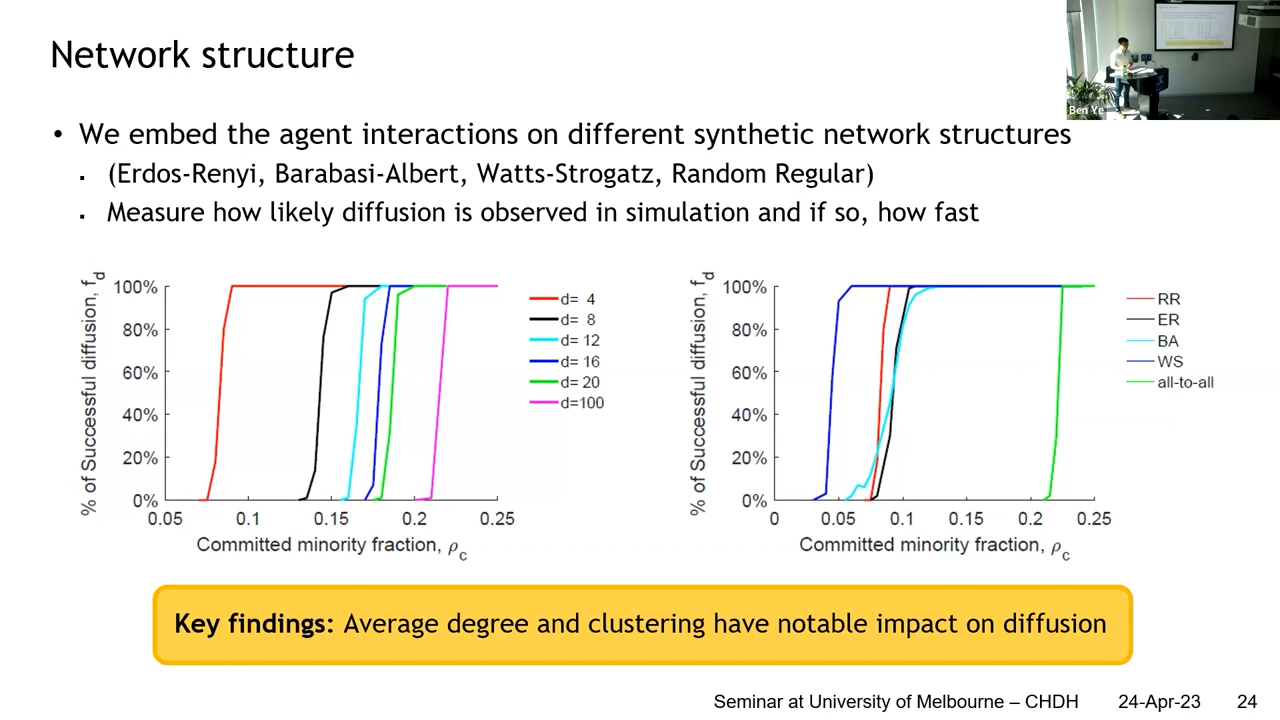 Network structure
Ben Ye
• We embed the agent interactions on different synthetic network structures
▪ (Erdos-Renyi, Barabasi-Albert, Watts-Strogatz, Random Regular)
▪ Measure how likely diffusion is observed in simulation and if so, how fast
% of Successful diffusion, f_d
100%
80%
60%
40%
20%
0%
0.05 0.1 0.15 0.2 0.25
Committed minority fraction, ρ_c
d= 4
d= 8
d= 12
d= 16
d= 20
d=100
% of Successful diffusion, f_d
100%
80%
60%
40%
20%
0%
0 0.05 0.1 0.15 0.2 0.25
Committed minority fraction, ρ_c
RR
ER
BA
WS
all-to-all
Key findings: Average degree and clustering have notable impact on diffusion
Seminar at University of Melbourne – CHDH 24-Apr-23 24